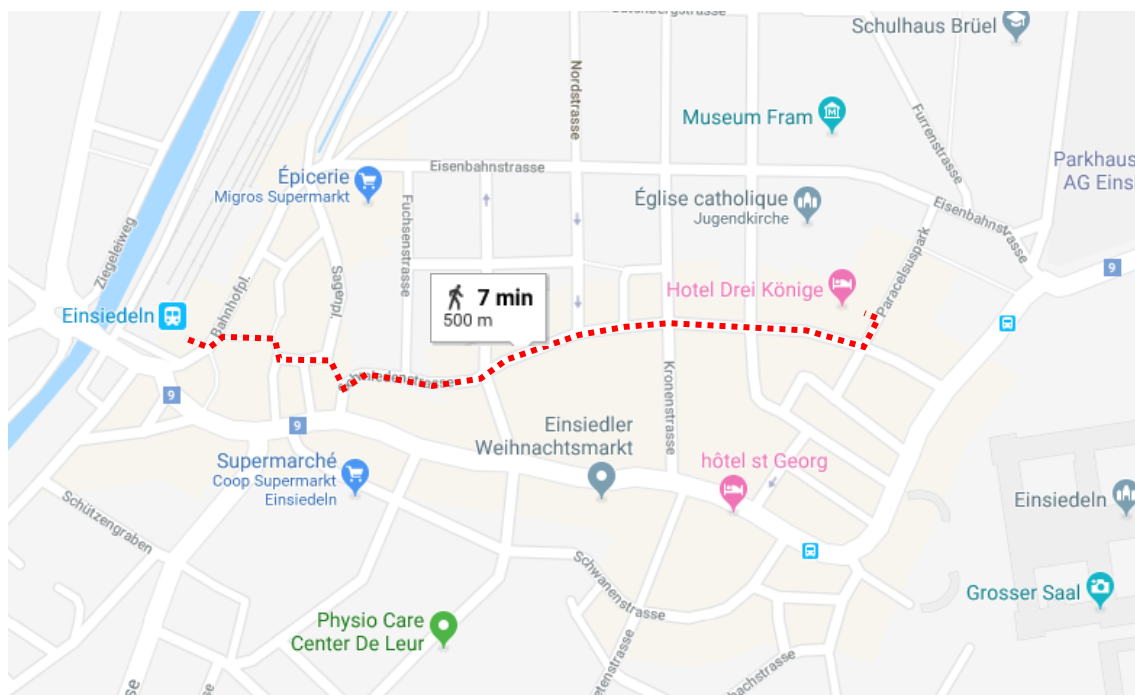 Schulhaus Brüel
Nordstrasse
Museum Fram
Furrenstrasse
Parkhaus
AG Eins
Eisenbahnstrasse
Épicerie
Migros Supermarkt
Fuchsenstrasse
Église catholique
Jugendkirche
Eisenbahnstrasse
Ziegeleiweg
Paracelsuspark
9
Sagenpl.
Bahnhofpl.
7 min
500 m
Hotel Drei Könige
Einsiedeln
Schwalenstrasse
Kronenstrasse
9
9
Einsiedler
Weihnachtsmarkt
hôtel st Georg
Supermarché
Coop Supermarkt
Einsiedeln
Schützengraben
Einsiedeln
Schwanenstrasse
Grosser Saal
Physio Care
Center De Leur